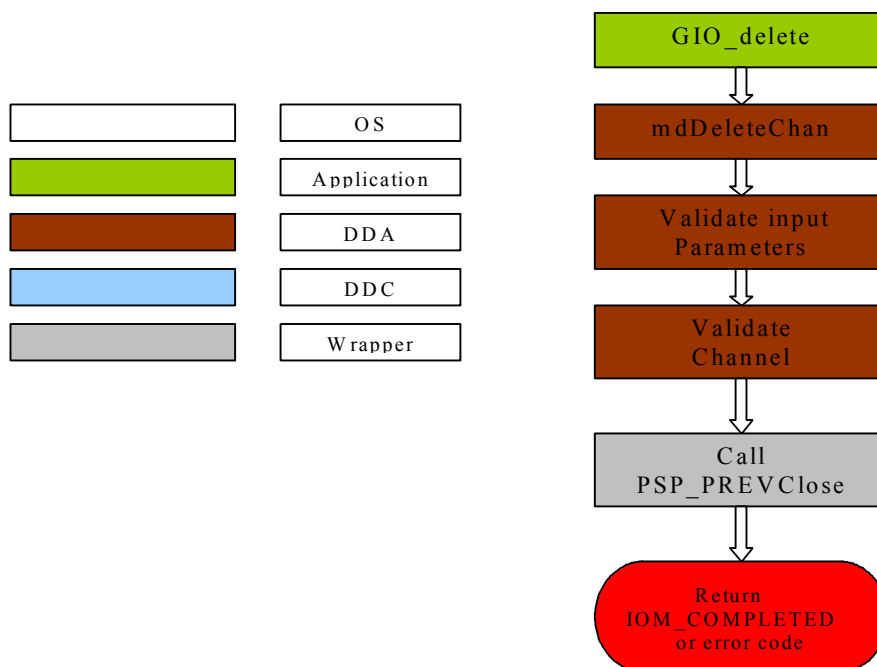 OS
Application
DDA
DDC
Wrapper
GIO_delete
mdDeleteChan
Validate input
Parameters
Validate
Channel
Call
PSP_PREVClose
Return
IOM_COMPLETED
or error code